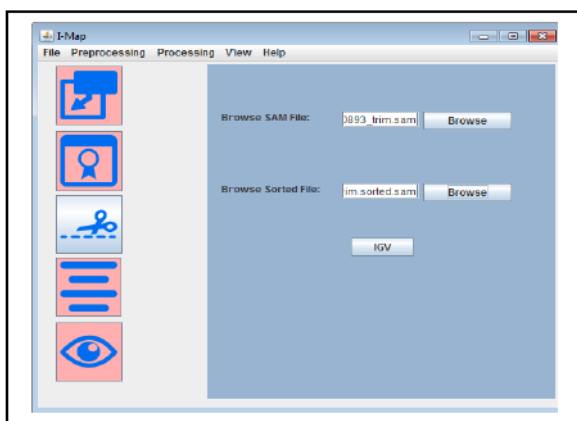 I-Map
File Preprocessing Processing View Help
Browse SAM File: 0893_trim.sam Browse
Browse Sorted File: im.sorted.sam Browse
IGV